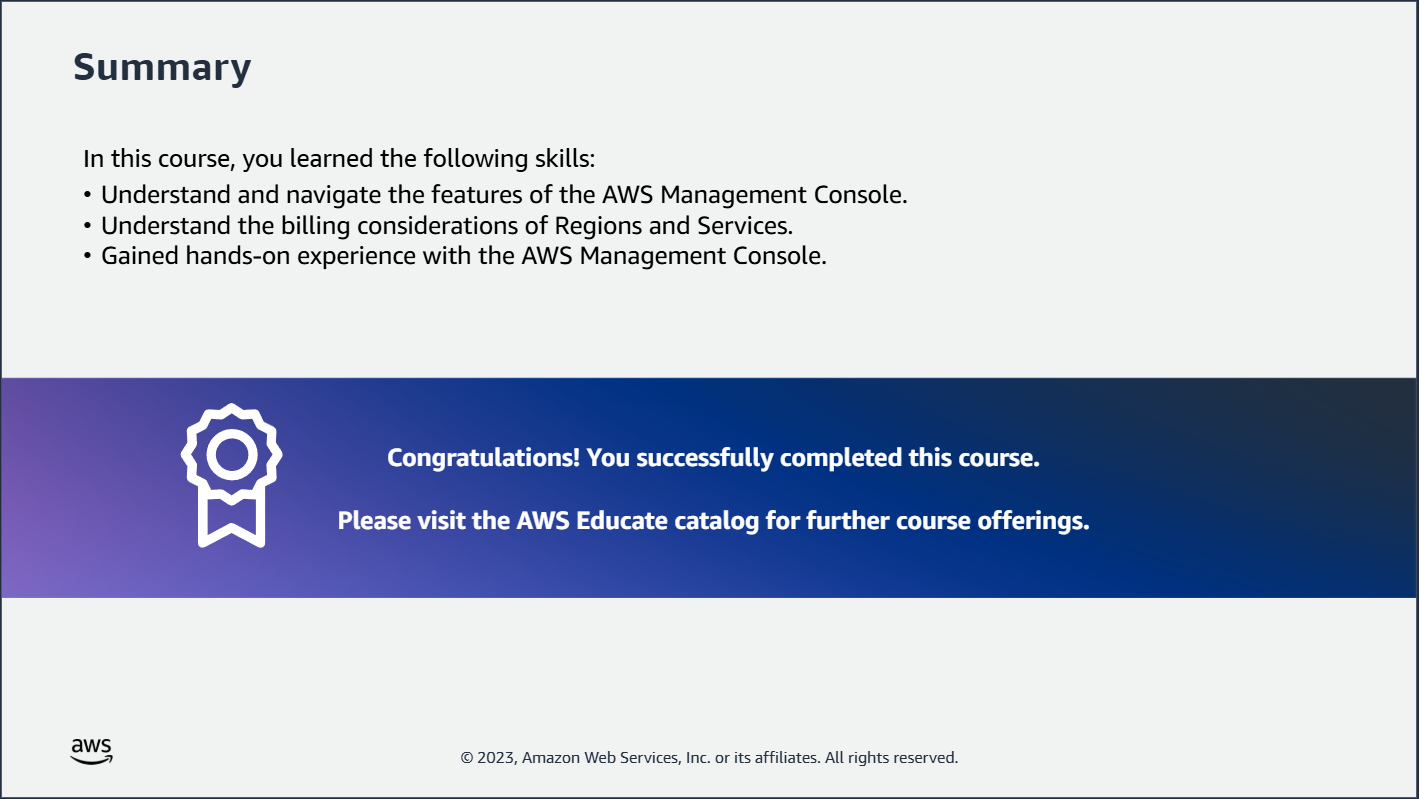 Summary
In this course, you learned the following skills:
• Understand and navigate the features of the AWS Management Console.
• Understand the billing considerations of Regions and Services.
• Gained hands-on experience with the AWS Management Console.
Congratulations! You successfully completed this course.
Please visit the AWS Educate catalog for further course offerings.
aws
© 2023, Amazon Web Services, Inc. or its affiliates. All rights reserved.